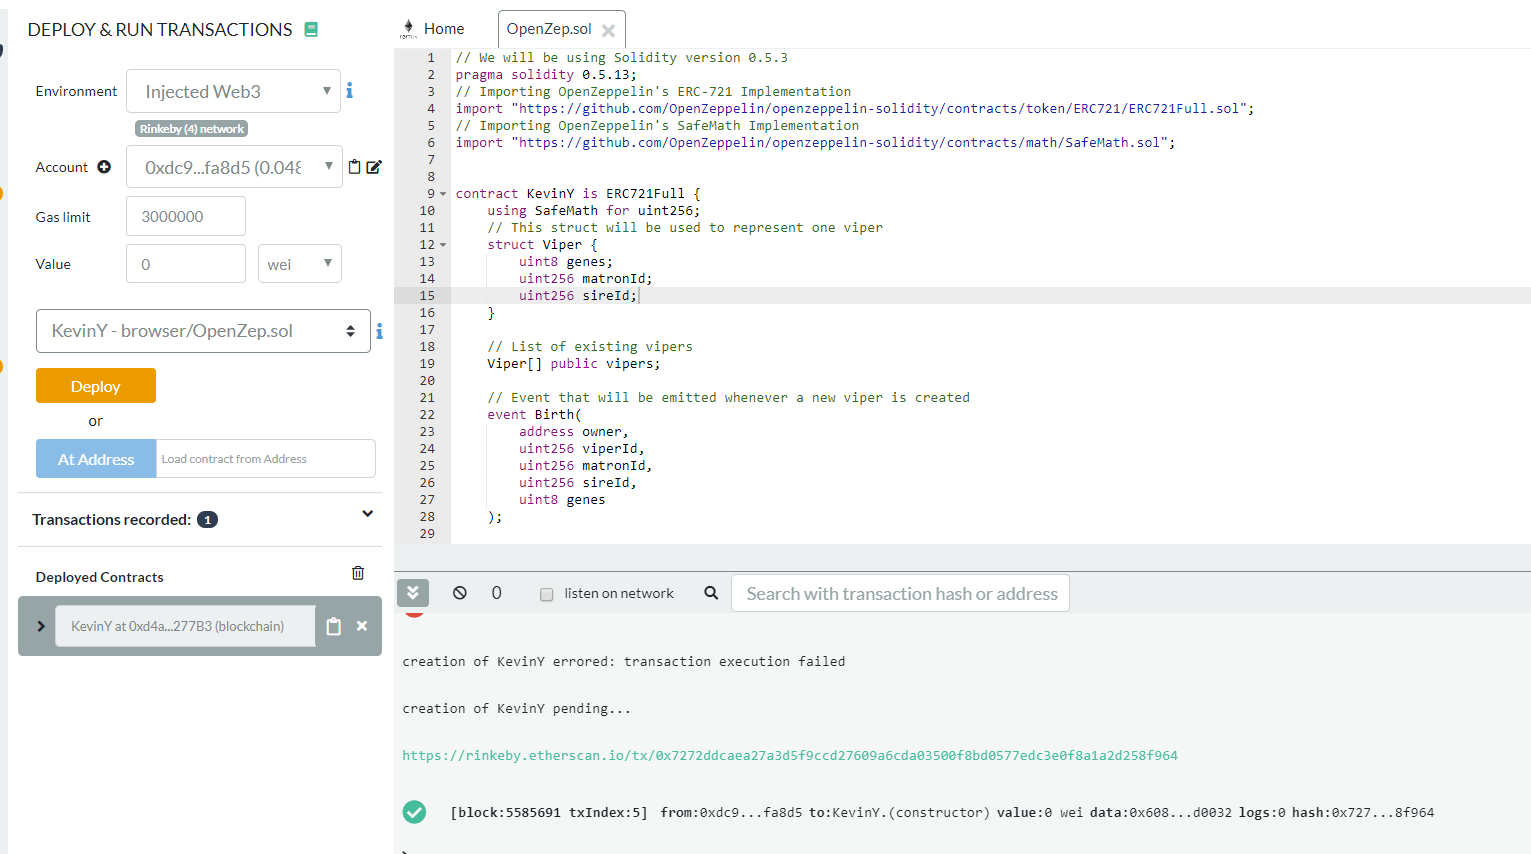 DEPLOY & RUN TRANSACTIONS
Environment
Injected Web3
Rinkeby (4) network
Account
0xdc9...fa8d5 (0.048
Gas limit
3000000
Value
0
wei
KevinY - browser/OpenZep.sol
Deploy
or
At Address
Load contract from Address
Transactions recorded: 1
Deployed Contracts
KevinY at 0xd4a...277B3 (blockchain)
Home
OpenZep.sol
1 // We will be using Solidity version 0.5.3
2 pragma solidity 0.5.13;
3 // Importing OpenZeppelin's ERC-721 Implementation
4 import "https://github.com/OpenZeppelin/openzeppelin-solidity/contracts/token/ERC721/ERC721Full.sol";
5 // Importing OpenZeppelin's SafeMath Implementation
6 import "https://github.com/OpenZeppelin/openzeppelin-solidity/contracts/math/SafeMath.sol";
7
8
9 contract KevinY is ERC721Full {
10 using SafeMath for uint256;
11 // This struct will be used to represent one viper
12 struct Viper {
13 uint8 genes;
14 uint256 matronId;
15 uint256 sireId;
16 }
17
18 // List of existing vipers
19 Viper[] public vipers;
20
21 // Event that will be emitted whenever a new viper is created
22 event Birth(
23 address owner,
24 uint256 viperId,
25 uint256 matronId,
26 uint256 sireId,
27 uint8 genes
28 );
29
0
listen on network
Search with transaction hash or address
creation of KevinY errored: transaction execution failed
creation of KevinY pending...
https://rinkeby.etherscan.io/tx/0x7272ddcaea27a3d5f9ccd27609a6cda03500f8bd0577edc3e0f8a1a2d258f964
[block:5585691 txIndex:5] from:0xdc9...fa8d5 to:KevinY.(constructor) value:0 wei data:0x608...d0032 logs:0 hash:0x727...8f964